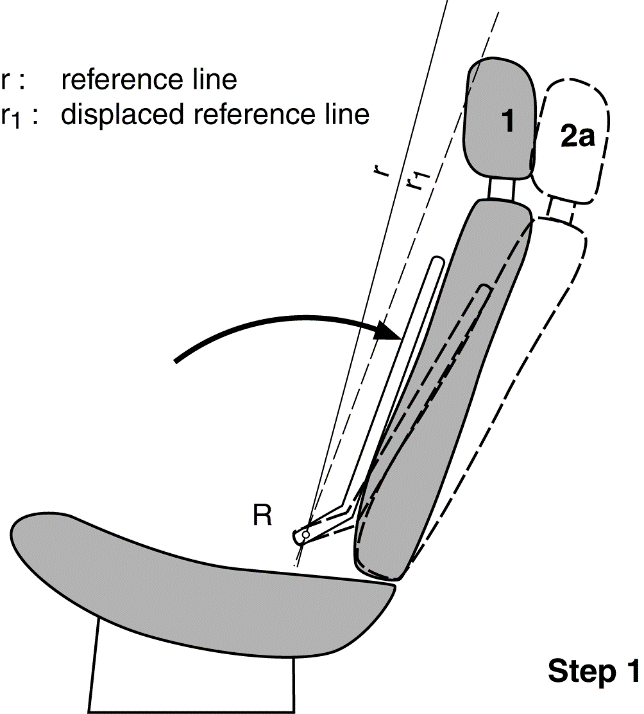 r : reference line
r1 : displaced reference line
1
2a
r
r1
R
Step 1